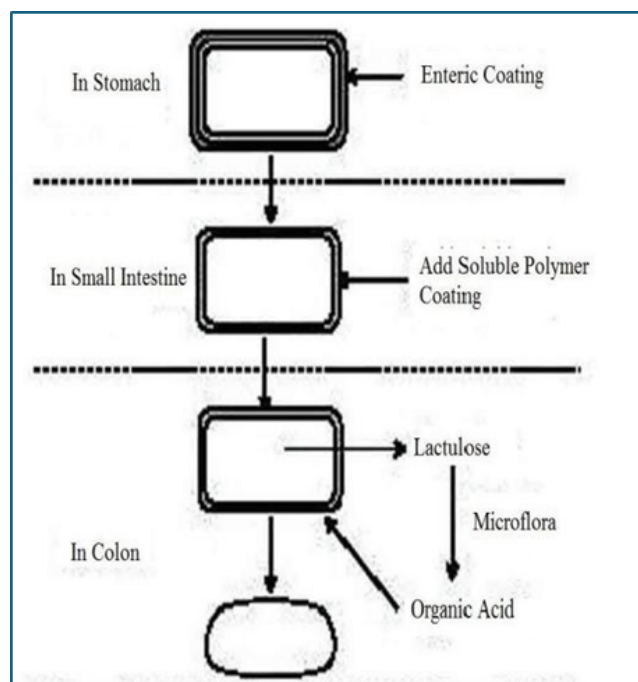 In Stomach
Enteric Coating
In Small Intestine
Add Soluble Polymer
Coating
Lactulose
Microflora
In Colon
Organic Acid